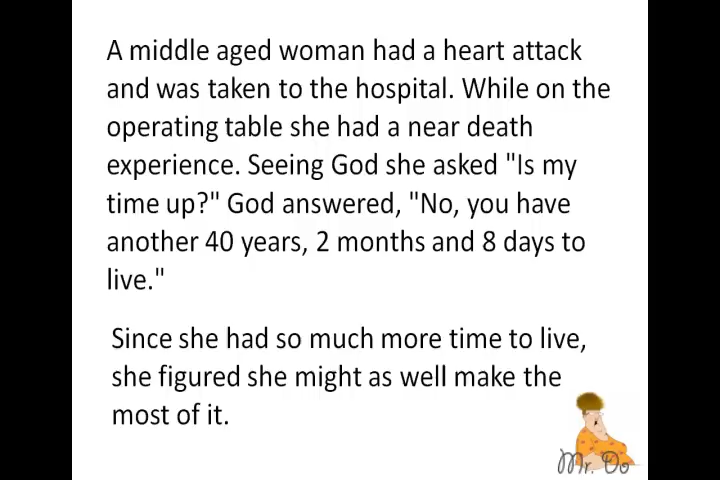 A middle aged woman had a heart attack
and was taken to the hospital. While on the
operating table she had a near death
experience. Seeing God she asked "Is my
time up?" God answered, "No, you have
another 40 years, 2 months and 8 days to
live."
Since she had so much more time to live,
she figured she might as well make the
most of it.
Mr. Do